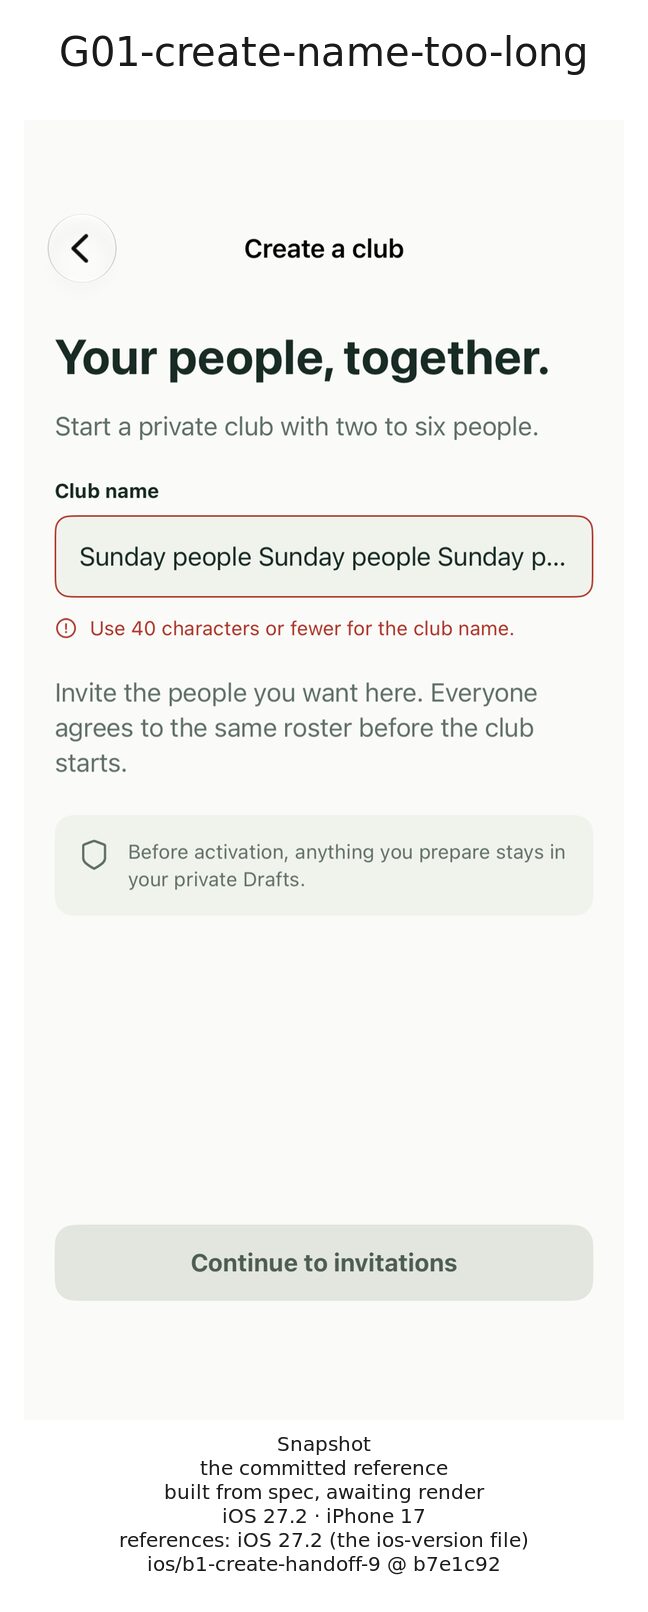 G01-create-name-too-long
Create a club
Your people, together.
Start a private club with two to six people.
Club name
Sunday people Sunday people Sunday p...
Use 40 characters or fewer for the club name.
Invite the people you want here. Everyone
agrees to the same roster before the club
starts.
Before activation, anything you prepare stays in
your private Drafts.
Continue to invitations
Snapshot
the committed reference
built from spec, awaiting render
iOS 27.2 · iPhone 17
references: iOS 27.2 (the ios-version file)
ios/b1-create-handoff-9 @ b7e1c92